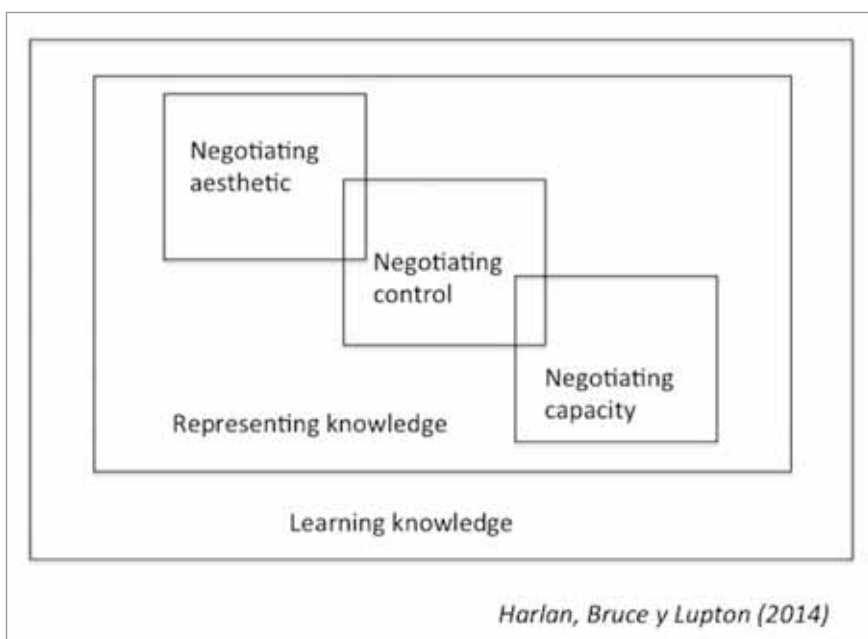 Negotiating
aesthetic
Negotiating
control
Negotiating
capacity
Representing knowledge
Learning knowledge
Harlan, Bruce y Lupton (2014)